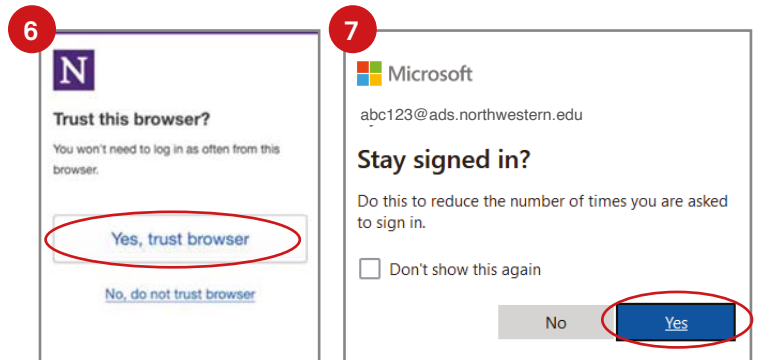 6
N
Trust this browser?
You won't need to log in as often from this
browser.
Yes, trust browser
No, do not trust browser
7
Microsoft
abc123@ads.northwestern.edu
Stay signed in?
Do this to reduce the number of times you are asked
to sign in.
Don't show this again
No
Yes